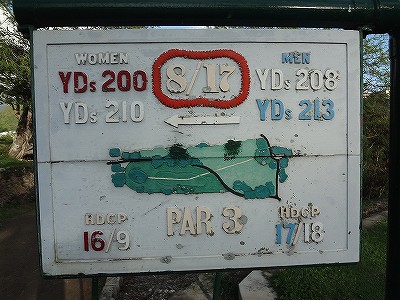 WOMEN 8/17 MEN
YDs 200 YDs 208
YDs 210 YDs 213
HDCP PAR 3 HDCP
16/9 17/18